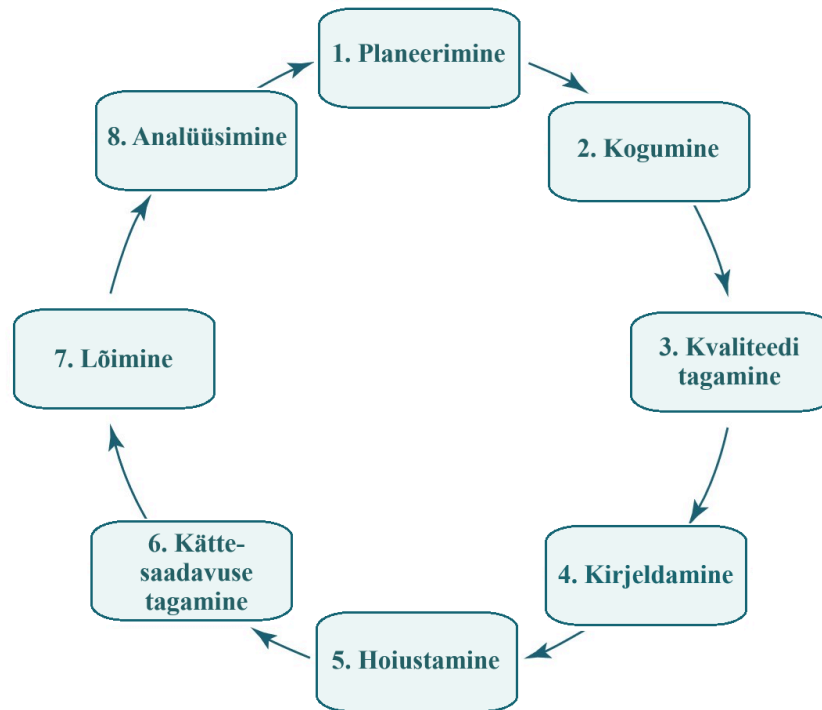 1. Planeerimine
2. Kogumine
3. Kvaliteedi
tagamine
4. Kirjeldamine
5. Hoiustamine
6. Kätte-
saadavuse
tagamine
7. Lõimine
8. Analüüsimine